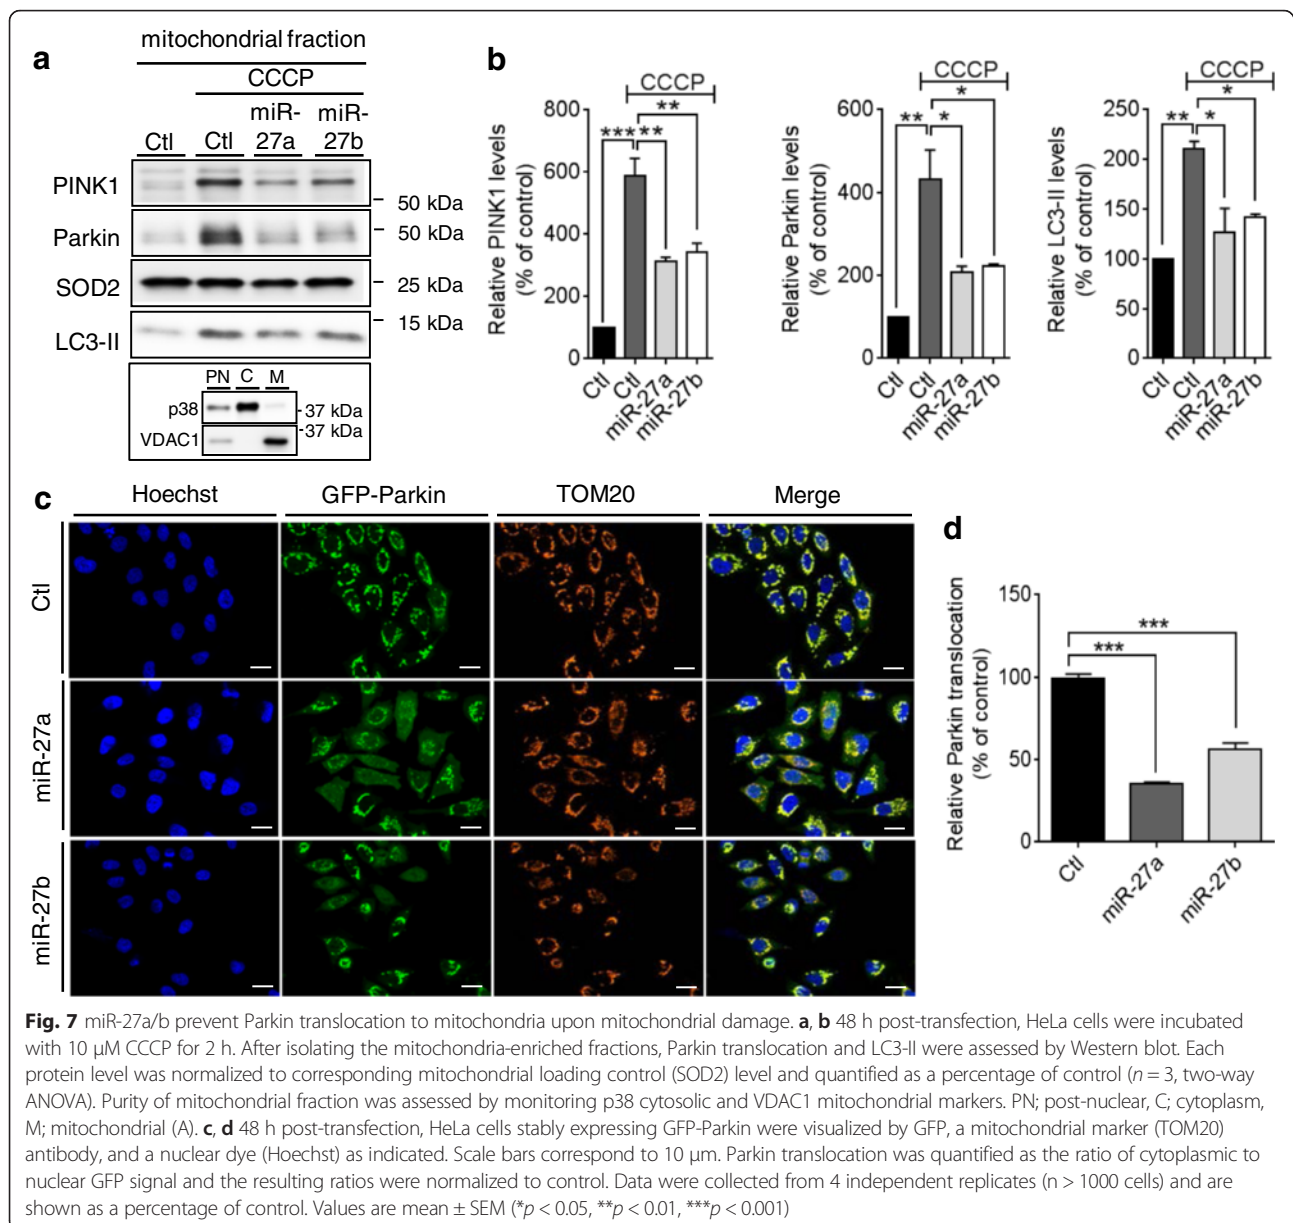 a
mitochondrial fraction
CCCP
miR-
27a
miR-
27b
Ctl
Ctl
PINK1
50 kDa
Parkin
50 kDa
SOD2
25 kDa
15 kDa
LC3-II
PN C M
p38
37 kDa
37 kDa
VDAC1
b
CCCP
**
***
**
Relative PINK1 levels
(% of control)
800
600
400
200
0
Ctl
Ctl
miR-27a
miR-27b
CCCP
*
**
*
Relative Parkin levels
(% of control)
600
400
200
0
Ctl
Ctl
miR-27a
miR-27b
CCCP
*
**
*
Relative LC3-II levels
(% of control)
250
200
150
100
50
0
Ctl
Ctl
miR-27a
miR-27b
c
Hoechst
GFP-Parkin
TOM20
Merge
Ctl
miR-27a
miR-27b
d
Relative Parkin translocation
(% of control)
150
100
50
0
***
***
Ctl
miR-27a
miR-27b
Fig. 7 miR-27a/b prevent Parkin translocation to mitochondria upon mitochondrial damage. a, b 48 h post-transfection, HeLa cells were incubated
with 10 μM CCCP for 2 h. After isolating the mitochondria-enriched fractions, Parkin translocation and LC3-II were assessed by Western blot. Each
protein level was normalized to corresponding mitochondrial loading control (SOD2) level and quantified as a percentage of control (n = 3, two-way
ANOVA). Purity of mitochondrial fraction was assessed by monitoring p38 cytosolic and VDAC1 mitochondrial markers. PN; post-nuclear, C; cytoplasm,
M; mitochondrial (A). c, d 48 h post-transfection, HeLa cells stably expressing GFP-Parkin were visualized by GFP, a mitochondrial marker (TOM20)
antibody, and a nuclear dye (Hoechst) as indicated. Scale bars correspond to 10 μm. Parkin translocation was quantified as the ratio of cytoplasmic to
nuclear GFP signal and the resulting ratios were normalized to control. Data were collected from 4 independent replicates (n > 1000 cells) and are
shown as a percentage of control. Values are mean ± SEM (*p < 0.05, **p < 0.01, ***p < 0.001)